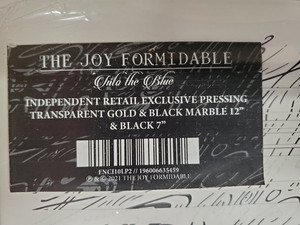 THE JOY FORMIDABLE
Into the Blue
INDEPENDENT RETAIL EXCLUSIVE PRESSING
TRANSPARENT GOLD & BLACK MARBLE 12"
& BLACK 7"
ENCI10LP2 // 196006635459
℗ & © 2021 THE JOY FORMIDABLE